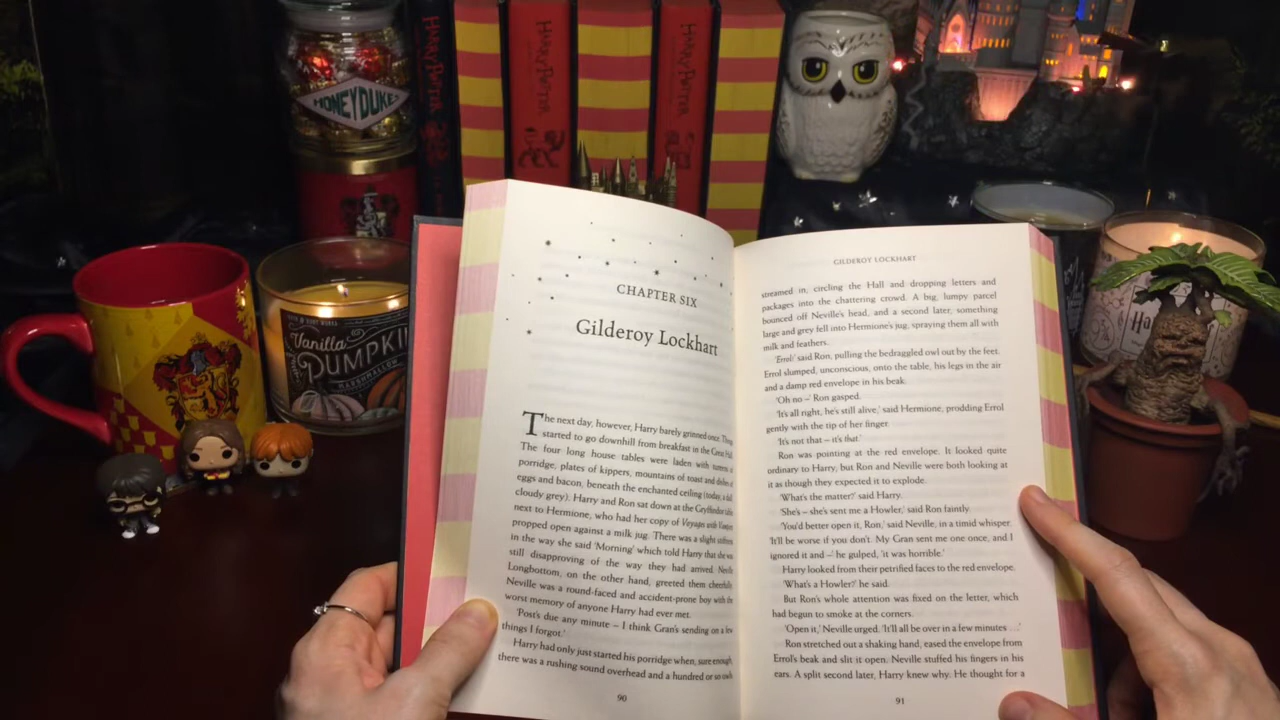 HONEYDUKES
HARRY POTTER
HARRY POTTER
HARRY POTTER
Vanilla
PUMPKIN
MARSHMALLOW
Ha
CHAPTER SIX
Gilderoy Lockhart
The next day, however, Harry barely grinned once. Things
started to go downhill from breakfast in the Great Hall.
The four long house tables were laden with tureens of
porridge, plates of kippers, mountains of toast and dishes of
eggs and bacon, beneath the enchanted ceiling (today, a dull,
cloudy grey). Harry and Ron sat down at the Gryffindor table
next to Hermione, who had her copy of Voyages with Vampires
propped open against a milk jug. There was a slight stiffness
in the way she said 'Morning' which told Harry that she was
still disapproving of the way they had arrived. Neville
Longbottom, on the other hand, greeted them cheerfully.
Neville was a round-faced and accident-prone boy with the
worst memory of anyone Harry had ever met.
'Post's due any minute – I think Gran's sending on a few
things I forgot.'
Harry had only just started his porridge when, sure enough,
there was a rushing sound overhead and a hundred or so owls
90
GILDEROY LOCKHART
streamed in, circling the Hall and dropping letters and
packages into the chattering crowd. A big, lumpy parcel
bounced off Neville's head, and a second later, something
large and grey fell into Hermione's jug, spraying them all with
milk and feathers.
'Errol!' said Ron, pulling the bedraggled owl out by the feet.
Errol slumped, unconscious, onto the table, his legs in the air
and a damp red envelope in his beak.
'Oh no –' Ron gasped.
'It's all right, he's still alive,' said Hermione, prodding Errol
gently with the tip of her finger.
'It's not that – it's that.'
Ron was pointing at the red envelope. It looked quite
ordinary to Harry, but Ron and Neville were both looking at
it as though they expected it to explode.
'What's the matter?' said Harry.
'She's – she's sent me a Howler,' said Ron faintly.
'You'd better open it, Ron,' said Neville, in a timid whisper.
'It'll be worse if you don't. My Gran sent me one once, and I
ignored it and –' he gulped, 'it was horrible.'
Harry looked from their petrified faces to the red envelope.
'What's a Howler?' he said.
But Ron's whole attention was fixed on the letter, which
had begun to smoke at the corners.
'Open it,' Neville urged. 'It'll all be over in a few minutes ...'
Ron stretched out a shaking hand, eased the envelope from
Errol's beak and slit it open. Neville stuffed his fingers in his
ears. A split second later, Harry knew why. He thought for a
91